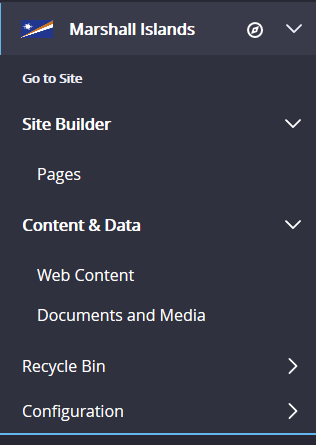 Marshall Islands
Go to Site
Site Builder
Pages
Content & Data
Web Content
Documents and Media
Recycle Bin
Configuration